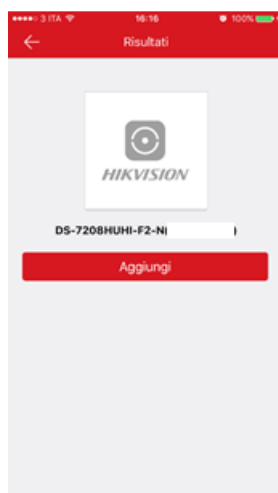 3 ITA 16:16 100%
Risultati
HIKVISION
DS-7208HUHI-F2-N( )
Aggiungi